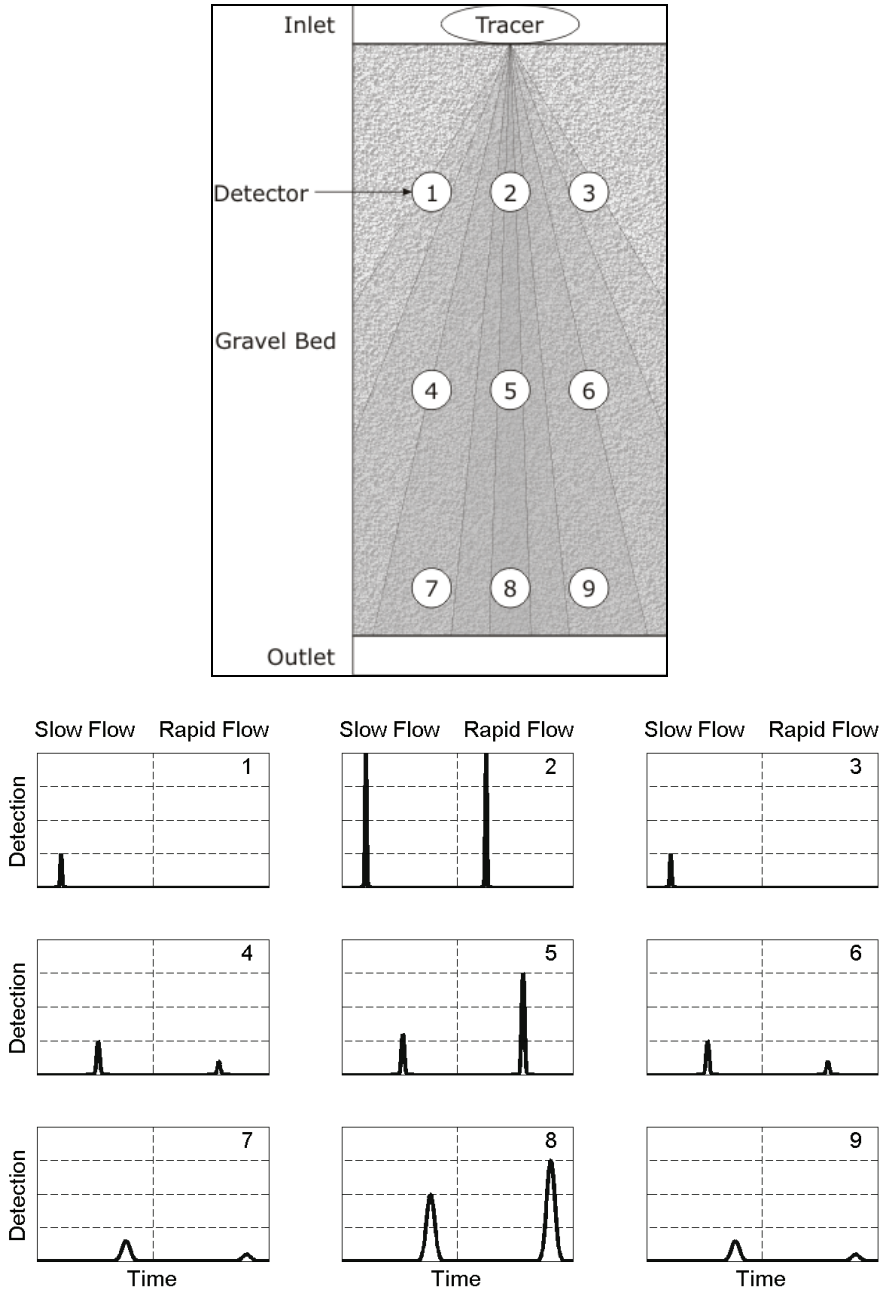 Inlet
Tracer
Detector
1 2 3
Gravel Bed
4 5 6
7 8 9
Outlet
Slow Flow Rapid Flow Slow Flow Rapid Flow Slow Flow Rapid Flow
Detection 1 2 3
Detection 4 5 6
Detection 7 8 9
Time Time Time